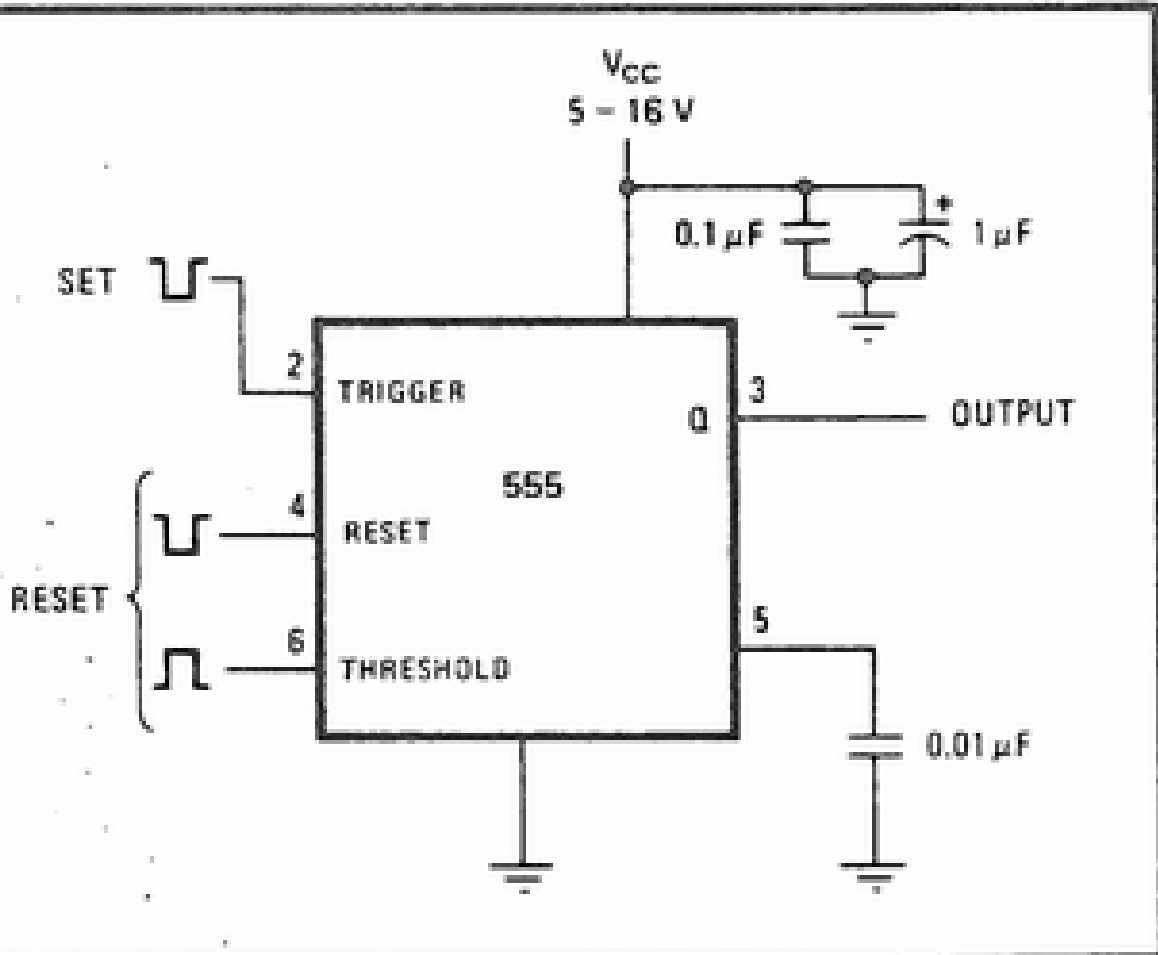 VCC
5 – 16 V
0.1 µF
1 µF
+
SET
2
TRIGGER
3
Q
OUTPUT
555
4
RESET
RESET
5
6
THRESHOLD
0.01 µF